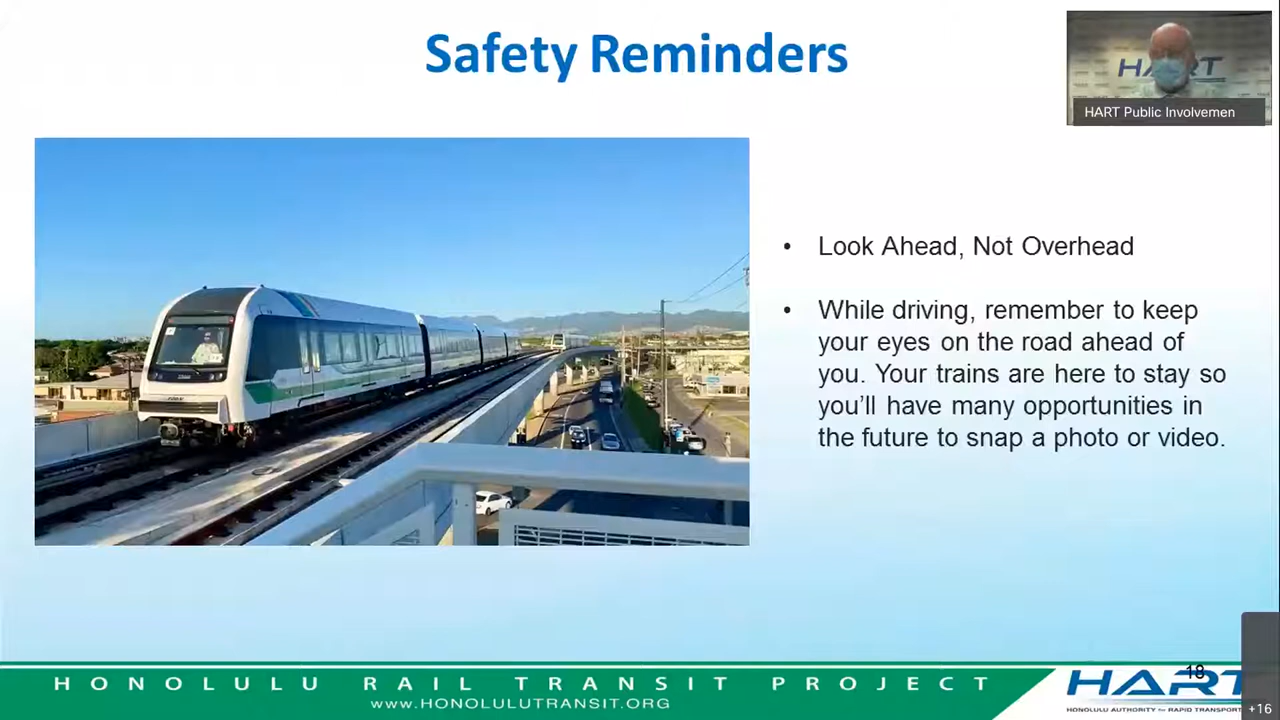 Safety Reminders
HART
HART Public Involvemen
• Look Ahead, Not Overhead
• While driving, remember to keep
your eyes on the road ahead of
you. Your trains are here to stay so
you’ll have many opportunities in
the future to snap a photo or video.
HONOLULU RAIL TRANSIT PROJECT
www.HONOLULUTRANSIT.ORG
18
HART
HONOLULU AUTHORITY for RAPID TRANSPORT
+16